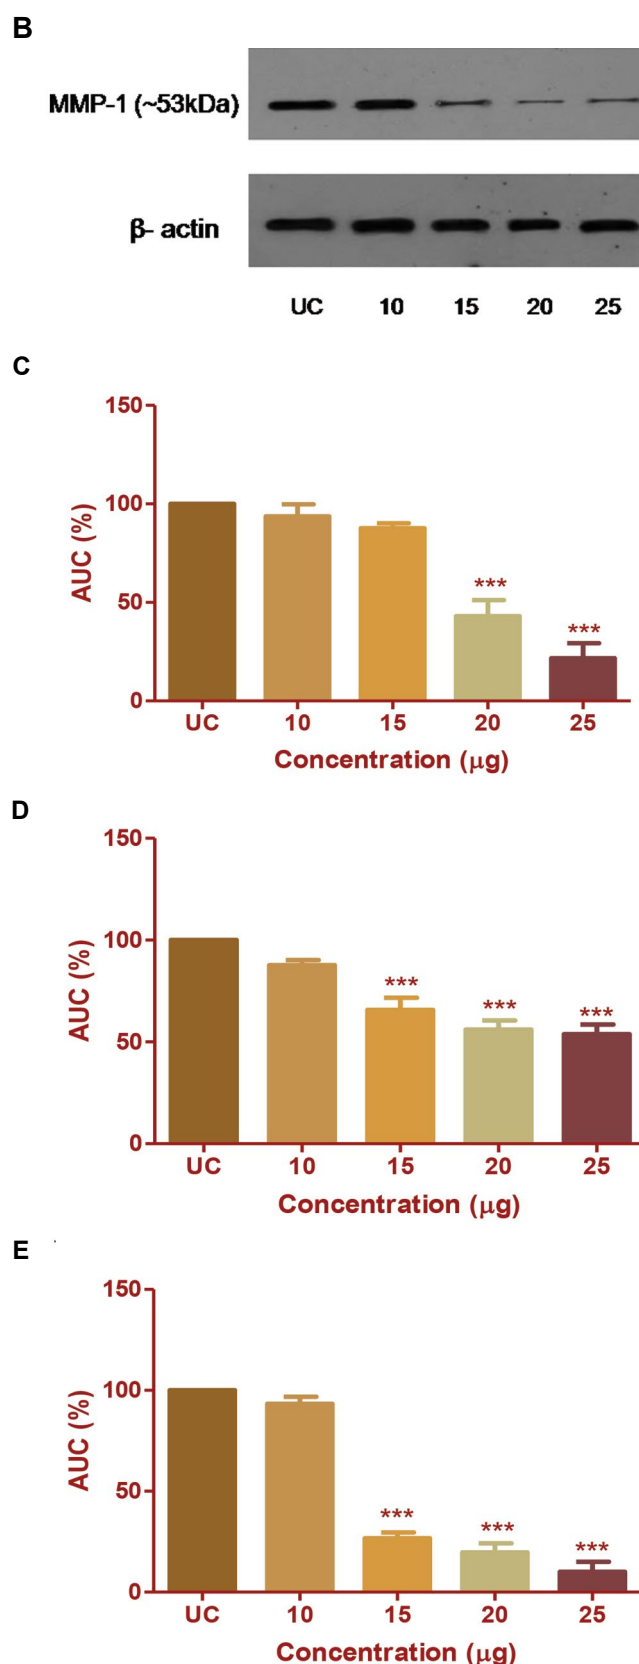 B
MMP-1 (~53kDa)
β- actin
UC 10 15 20 25
C
150
100
50
0
AUC (%)
***
***
UC 10 15 20 25
Concentration (μg)
D
150
100
50
0
AUC (%)
***
***
***
UC 10 15 20 25
Concentration (μg)
E
150
100
50
0
AUC (%)
***
***
***
UC 10 15 20 25
Concentration (μg)